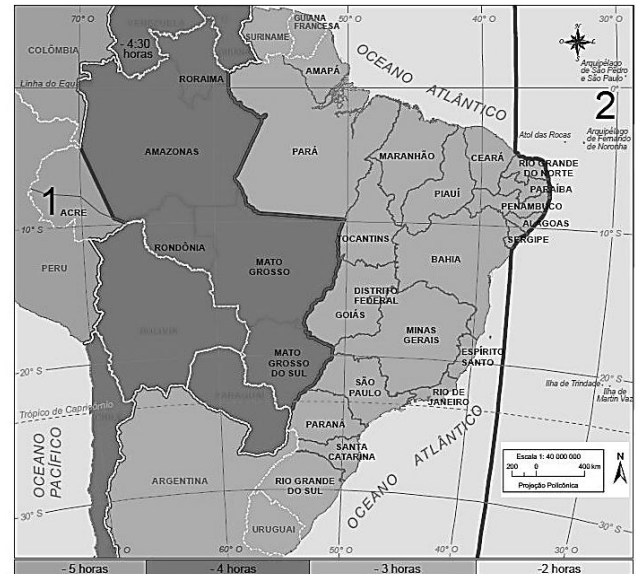 70° O
50° O
40° O
30° O
VENEZUELA
COLÔMBIA
- 4:30
horas
SURINAME
GUIANA
FRANCESA
OCEANO ATLÂNTICO
Arquipélago
de São Pedro
e São Paulo
RORAIMA
AMAPÁ
Linha do Equ
0°
2
Atol das Rocas
Arquipélago
de Fernando
de Noronha
AMAZONAS
PARÁ
MARANHÃO
CEARÁ
RIO GRANDE
DO NORTE
PARAÍBA
PIAUÍ
PENAMBUCO
1
ACRE
ALAGOAS
SERGIPE
10° S
10° S
TOCANTINS
RONDÔNIA
MATO
GROSSO
BAHIA
PERU
DISTRITO
FEDERAL
GOIÁS
BOLÍVIA
MINAS
GERAIS
MATO
GROSSO
DO SUL
ESPÍRITO
SANTO
20° S
20° S
SÃO
PAULO
RIO DE
JANEIRO
Ilha de Trindade
Ilha de
Martin Vaz
PARAGUAI
Trópico de Capricórnio
PARANÁ
SANTA
CATARINA
OCEANO
PACÍFICO
ARGENTINA
RIO GRANDE
DO SUL
OCEANO ATLÂNTICO
Escala 1: 40 000 000
200 0 400 km
Projeção Policônica
N
30° S
30° S
URUGUAI
70° O
60° O
50° O
40° O
- 5 horas
- 4 horas
- 3 horas
-2 horas